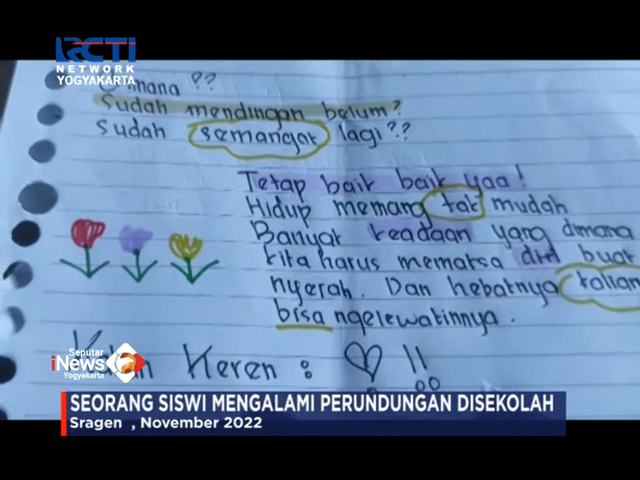 RCTI
NETWORK
YOGYAKARTA
??
Sudah mendingan belum?
Sudah semangat lagi??
Tetap baik baik yaa!
Hidup memang tak mudah
Banyak keadaan yang dimana
kita harus memaksa diri buat
nyerah. Dan hebatnya kalian
bisa ngelewatinnya.
Keren : ♡ !!
Seputar
iNews
Yogyakarta
SEORANG SISWI MENGALAMI PERUNDUNGAN DISEKOLAH
Sragen , November 2022